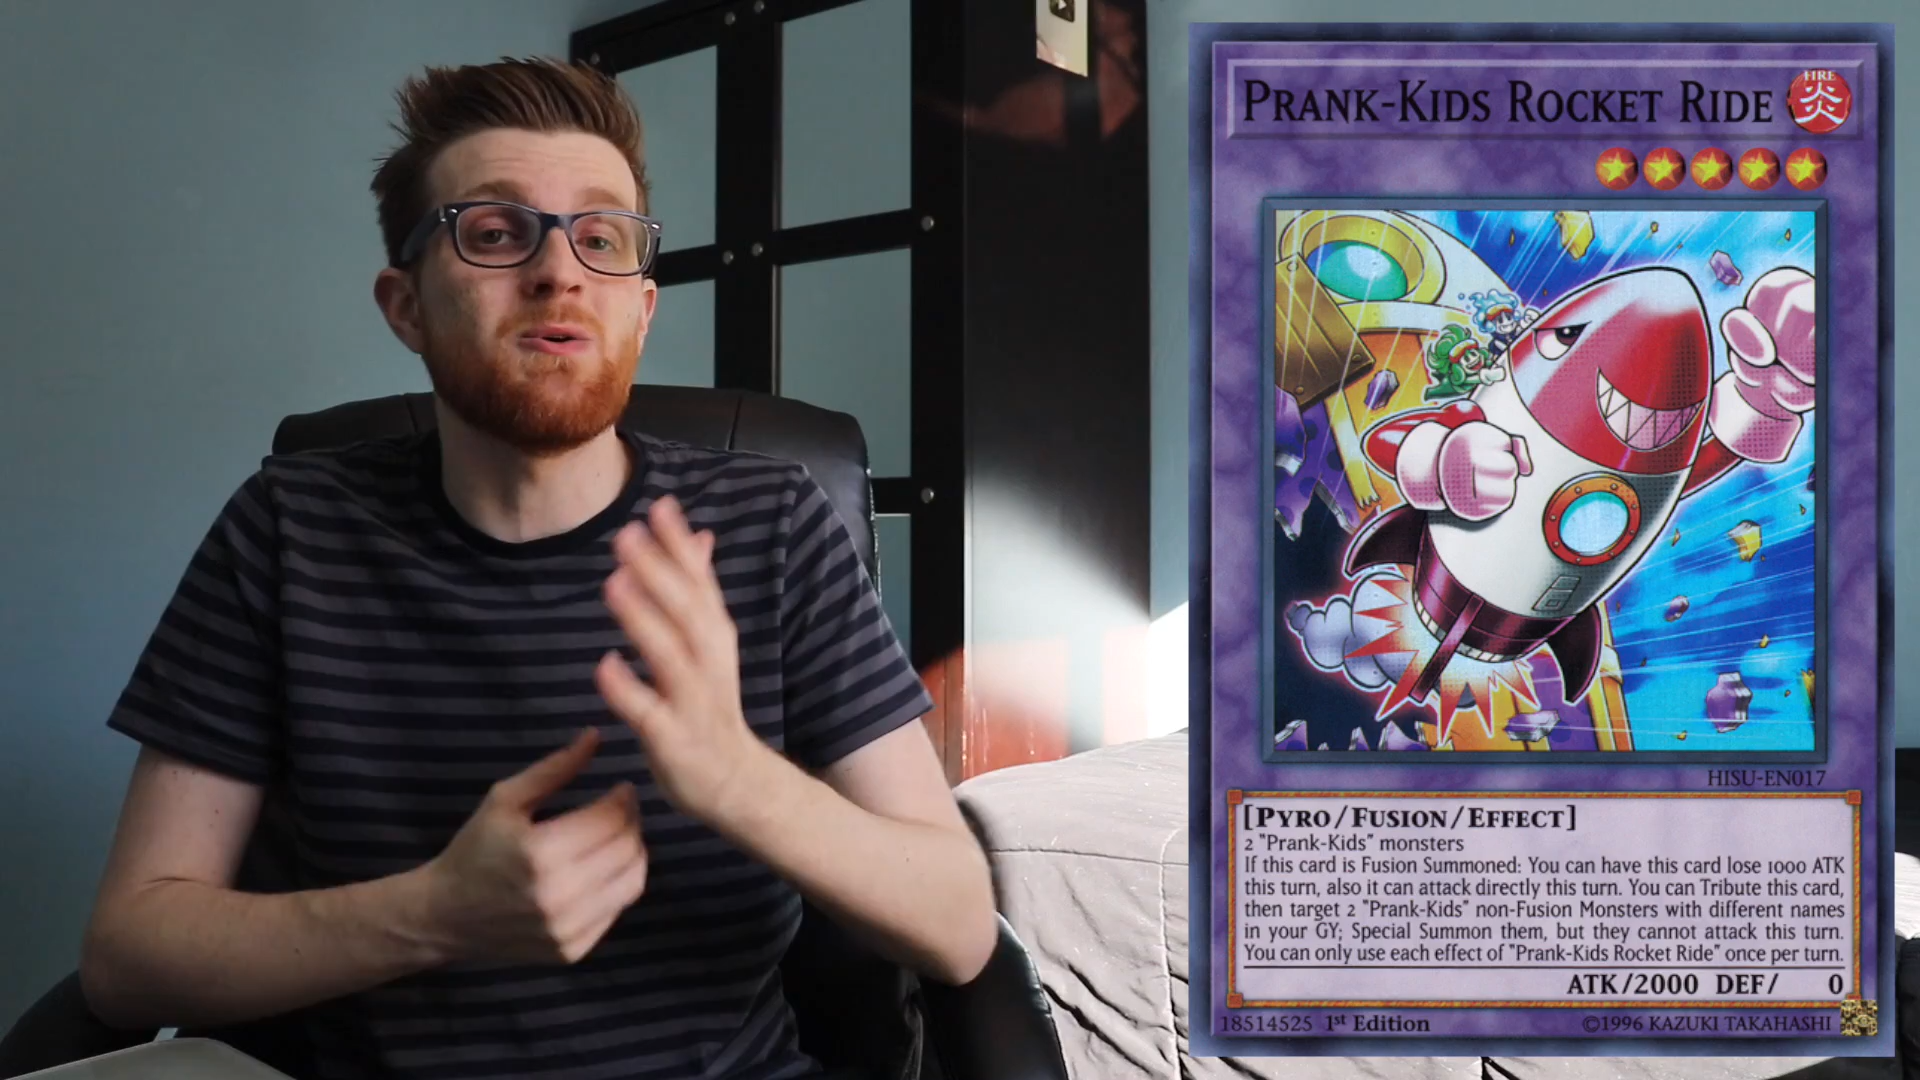 PRANK-KIDS ROCKET RIDE
FIRE
炎
HISU-EN017
[PYRO/FUSION/EFFECT]
2 "Prank-Kids" monsters
If this card is Fusion Summoned: You can have this card lose 1000 ATK
this turn, also it can attack directly this turn. You can Tribute this card,
then target 2 "Prank-Kids" non-Fusion Monsters with different names
in your GY; Special Summon them, but they cannot attack this turn.
You can only use each effect of "Prank-Kids Rocket Ride" once per turn.
ATK/2000 DEF/ 0
18514525 1st Edition
©1996 KAZUKI TAKAHASHI